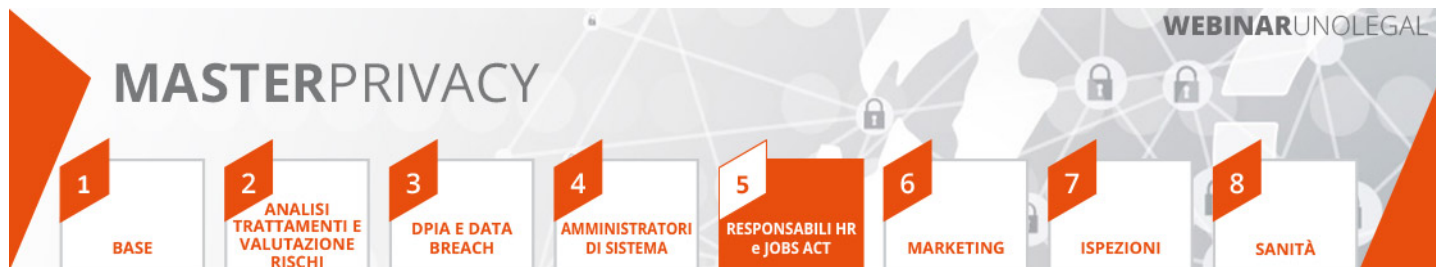 WEBINARUNOLEGAL
MASTERPRIVACY
1
BASE
2
ANALISI
TRATTAMENTI E
VALUTAZIONE
RISCHI
3
DPIA E DATA
BREACH
4
AMMINISTRATORI
DI SISTEMA
5
RESPONSABILI HR
e JOBS ACT
6
MARKETING
7
ISPEZIONI
8
SANITÀ